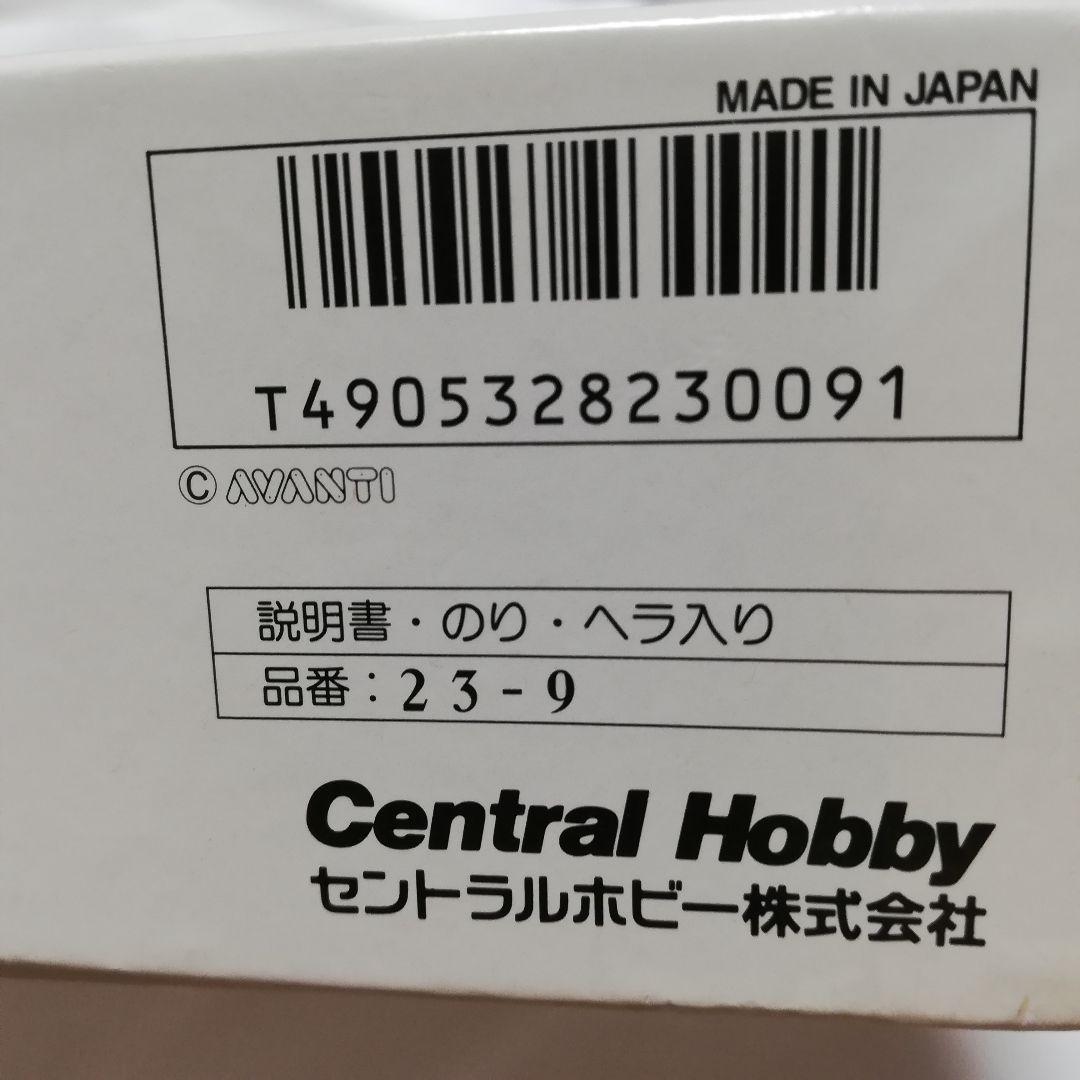 MADE IN JAPAN
T4905328230091
© AVANTI
説明書・のり・ヘラ入り
品番：23-9
Central Hobby
セントラルホビー株式会社